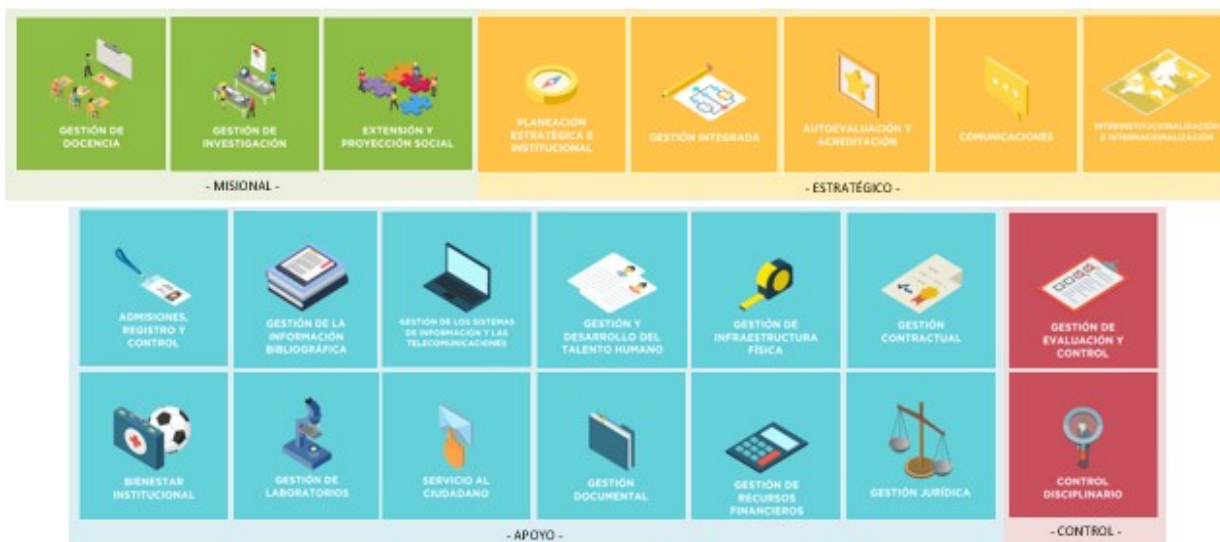 GESTIÓN DE
DOCENCIA
GESTIÓN DE
INVESTIGACIÓN
EXTENSIÓN Y
PROYECCIÓN SOCIAL
PLANEACIÓN
ESTRATÉGICA E
INSTITUCIONAL
GESTIÓN INTEGRADA
AUTOEVALUACIÓN Y
ACREDITACIÓN
COMUNICACIONES
INTERINSTITUCIONALIZACIÓN
E INTERNACIONALIZACIÓN
- MISIONAL -
- ESTRATÉGICO -
ADMISIONES,
REGISTRO Y
CONTROL
GESTIÓN DE LA
INFORMACIÓN
BIBLIOGRÁFICA
GESTIÓN DE LOS SISTEMAS
DE INFORMACIÓN Y LAS
TELECOMUNICACIONES
GESTIÓN Y
DESARROLLO DEL
TALENTO HUMANO
GESTIÓN DE
INFRAESTRUCTURA
FÍSICA
GESTIÓN
CONTRACTUAL
GESTIÓN DE
EVALUACIÓN Y
CONTROL
BIENESTAR
INSTITUCIONAL
GESTIÓN DE
LABORATORIOS
SERVICIO AL
CIUDADANO
GESTIÓN
DOCUMENTAL
GESTIÓN DE
RECURSOS
FINANCIEROS
GESTIÓN JURÍDICA
CONTROL
DISCIPLINARIO
- APOYO -
- CONTROL -